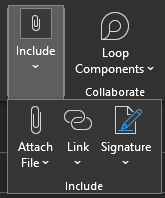 Include
Loop
Components
Collaborate
Attach
File
Link
Signature
Include